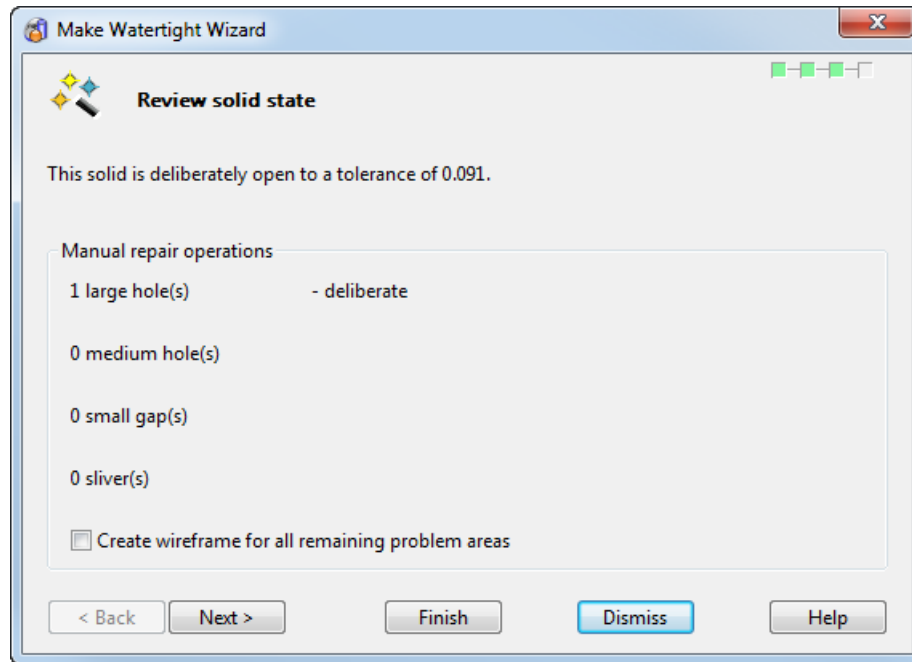 Make Watertight Wizard
Review solid state
This solid is deliberately open to a tolerance of 0.091.
Manual repair operations
1 large hole(s) - deliberate
0 medium hole(s)
0 small gap(s)
0 sliver(s)
Create wireframe for all remaining problem areas
< Back Next > Finish Dismiss Help